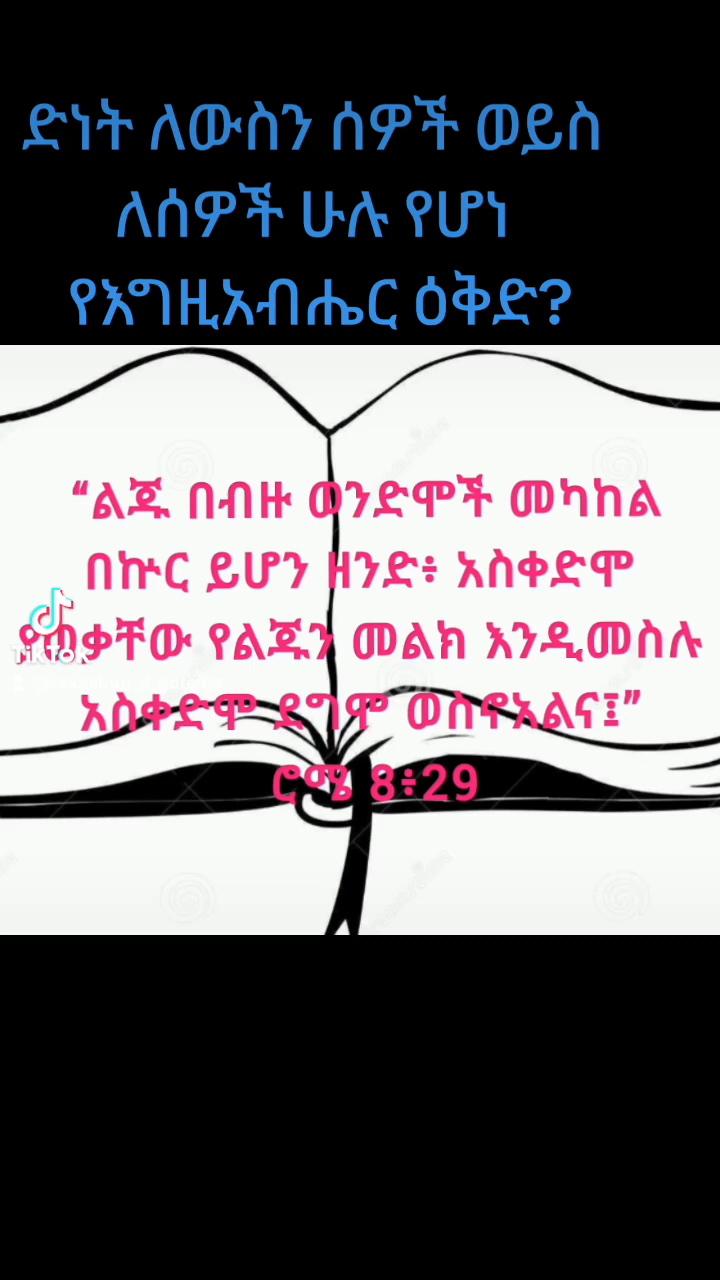 ድነት ለውስን ሰዎች ወይስ
ለሰዎች ሁሉ የሆነ
የእግዚአብሔር ዕቅድ?
“ልጁ በብዙ ወንድሞች መካከል
በኵር ይሆን ዘንድ፥ አስቀድሞ
ያወቃቸው የልጁን መልክ እንዲመስሉ
አስቀድሞ ደግሞ ወስኖአልና፤”
ሮሜ 8፥29
TikTok